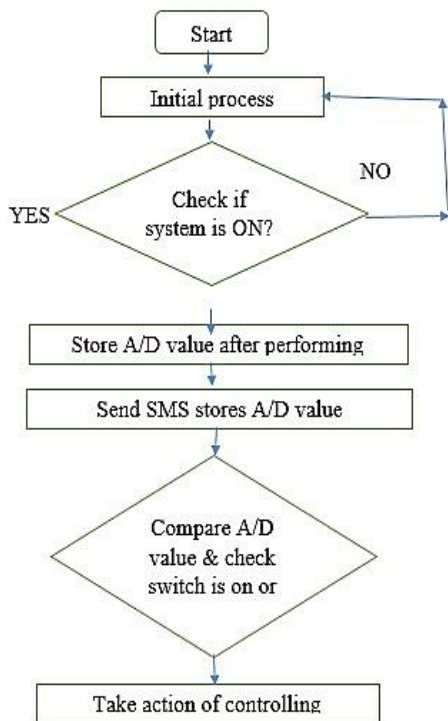 Start
Initial process
NO
Check if
YES
system is ON?
Store A/D value after performing
Send SMS stores A/D value
Compare A/D
value & check
switch is on or
Take action of controlling